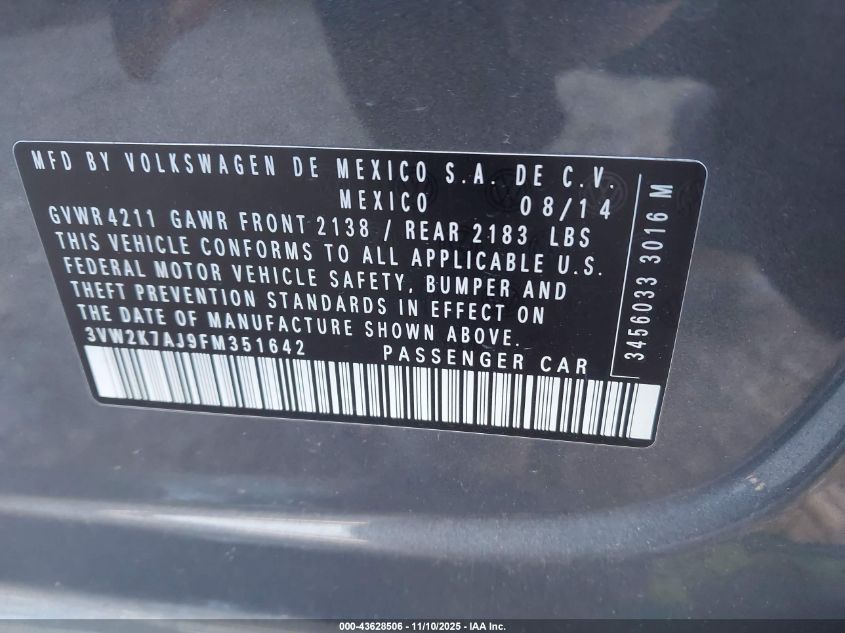 MFD BY VOLKSWAGEN DE MEXICO S.A. DE C.V.
MEXICO 08/14
GVWR 4211 GAWR FRONT 2138 / REAR 2183 LBS
THIS VEHICLE CONFORMS TO ALL APPLICABLE U.S.
FEDERAL MOTOR VEHICLE SAFETY, BUMPER AND
THEFT PREVENTION STANDARDS IN EFFECT ON
THE DATE OF MANUFACTURE SHOWN ABOVE.
3VW2K7AJ9FM351642 PASSENGER CAR
3456033 3016 M
000-43628506 - 11/10/2025 - IAA Inc.